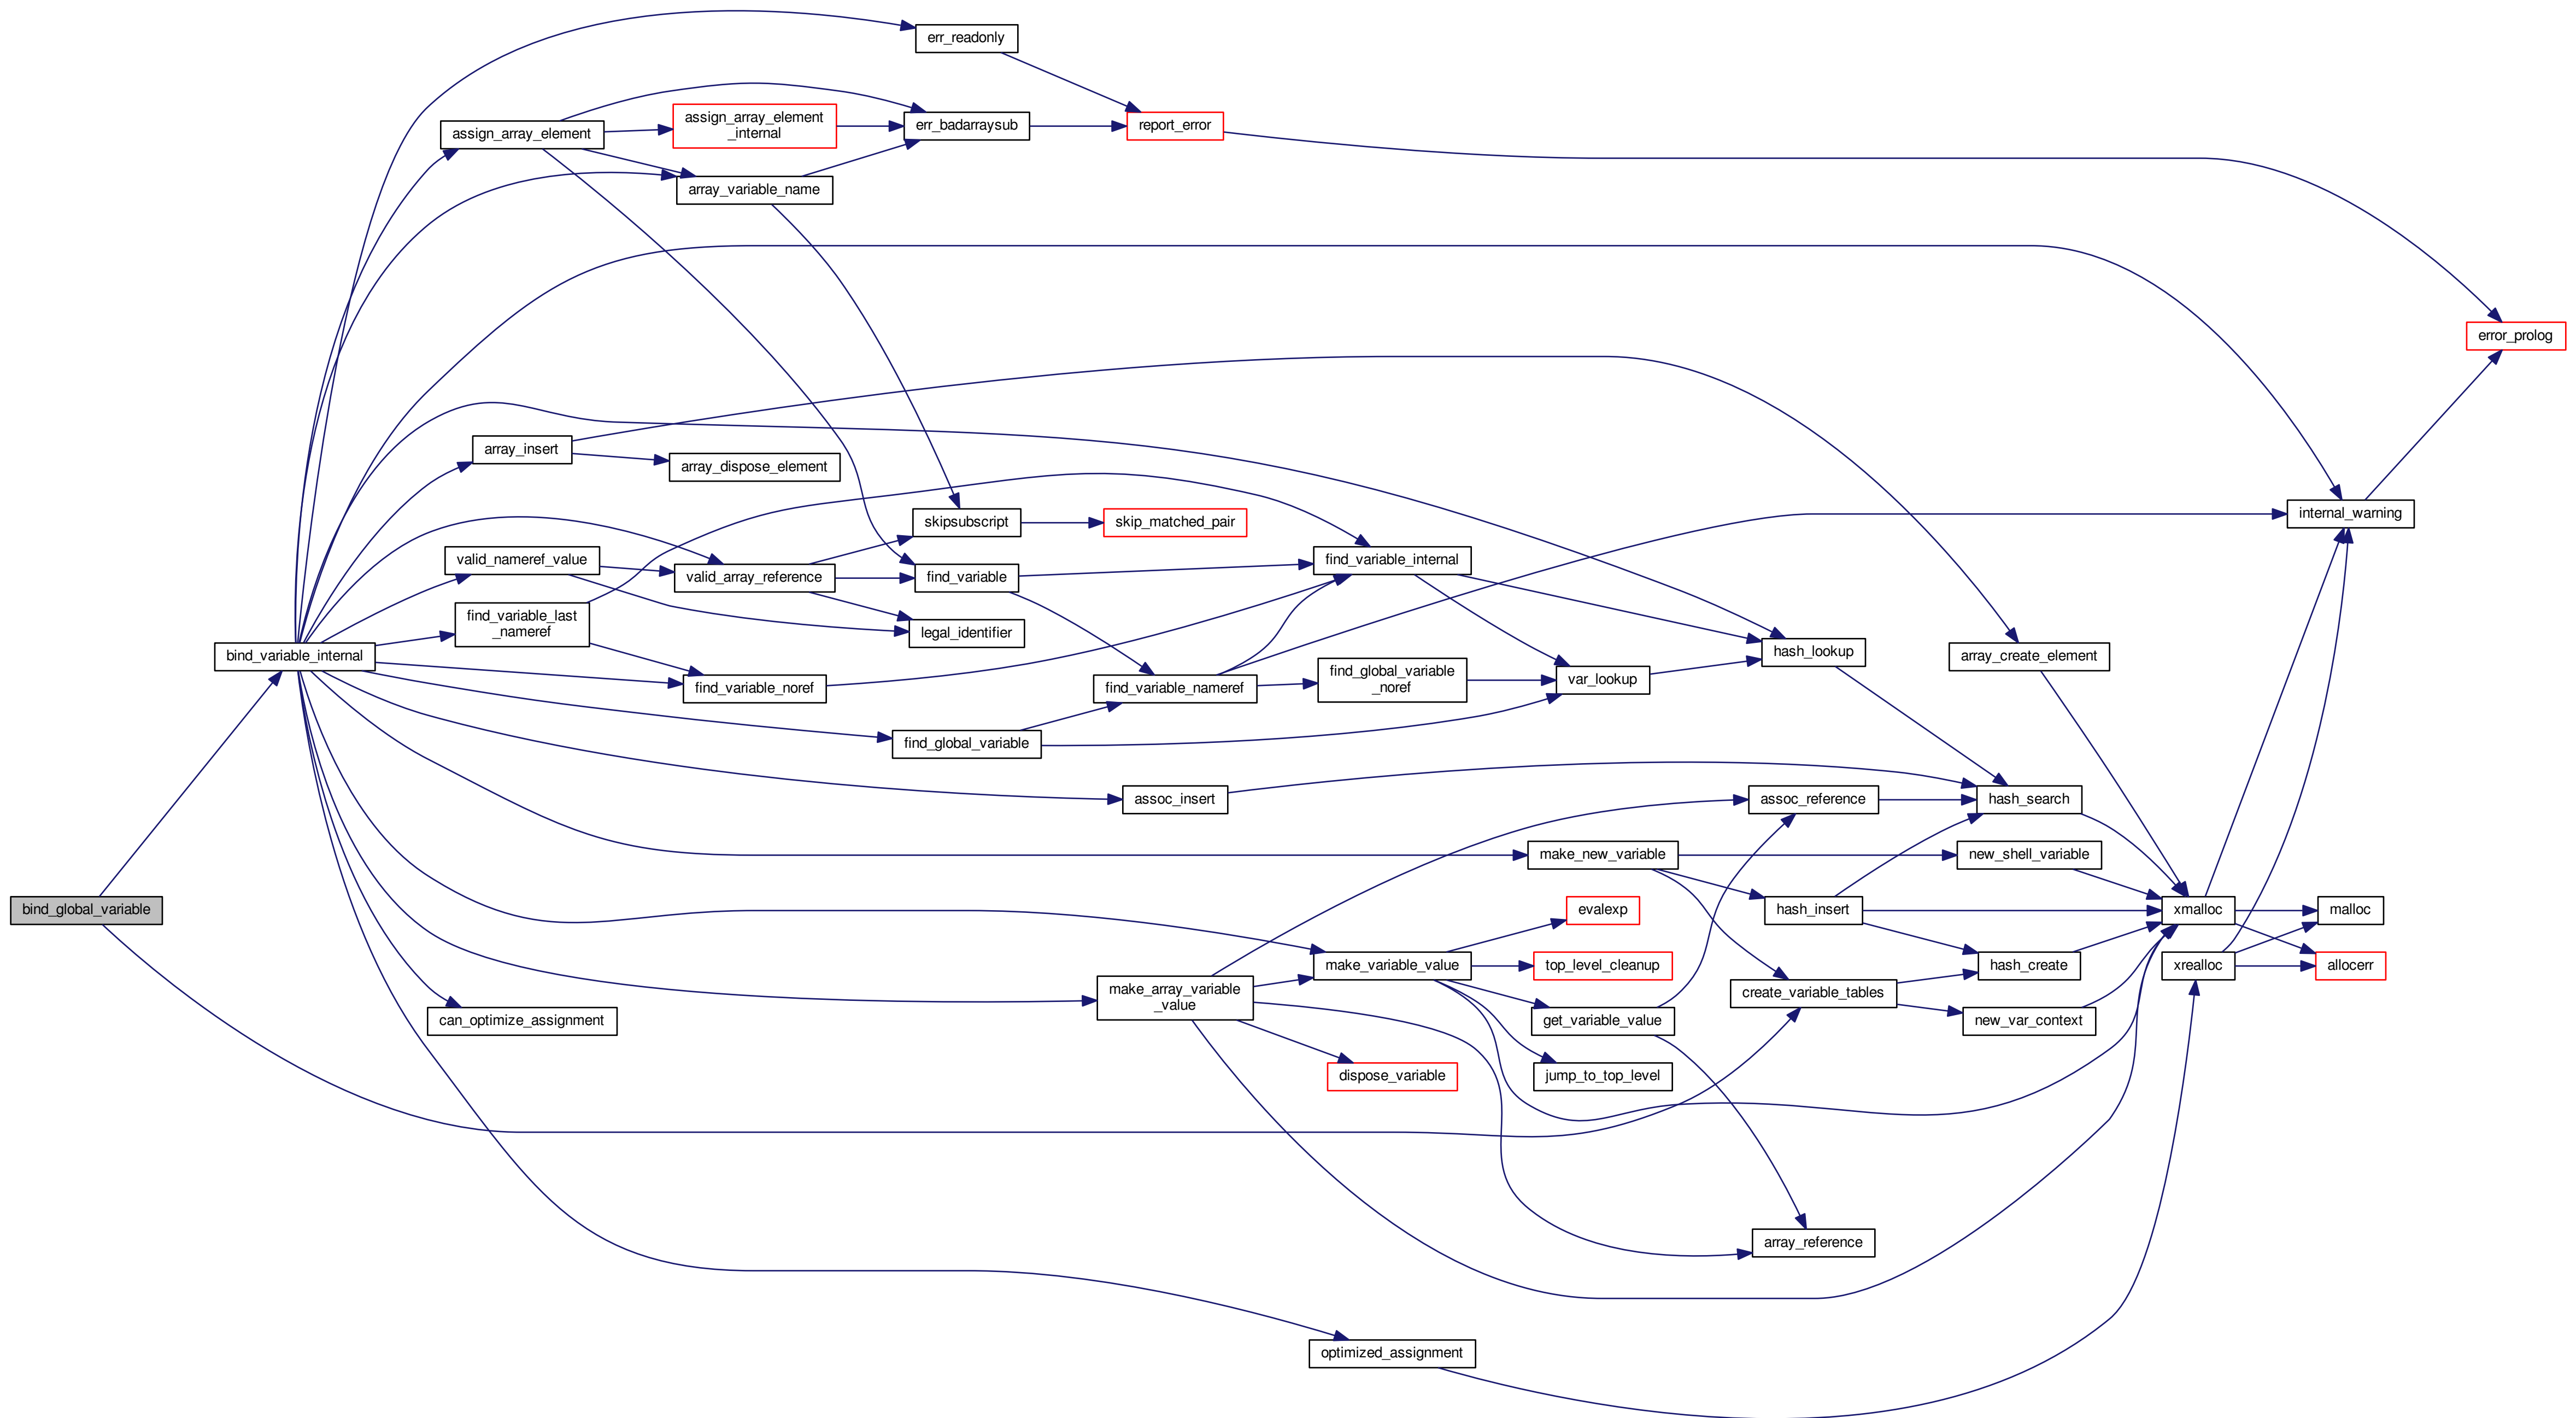 err_readonly
assign_array_element
_internal
err_badarraysub
report_error
assign_array_element
array_variable_name
error_prolog
array_insert
array_dispose_element
skipsubscript
skip_matched_pair
internal_warning
valid_nameref_value
valid_array_reference
find_variable
find_variable_internal
find_variable_last
_nameref
legal_identifier
bind_variable_internal
hash_lookup
array_create_element
find_variable_noref
find_variable_nameref
find_global_variable
_noref
var_lookup
find_global_variable
assoc_insert
assoc_reference
hash_search
make_new_variable
new_shell_variable
bind_global_variable
evalexp
hash_insert
xmalloc
malloc
make_variable_value
top_level_cleanup
hash_create
xrealloc
allocerr
make_array_variable
_value
create_variable_tables
can_optimize_assignment
get_variable_value
new_var_context
dispose_variable
jump_to_top_level
array_reference
optimized_assignment